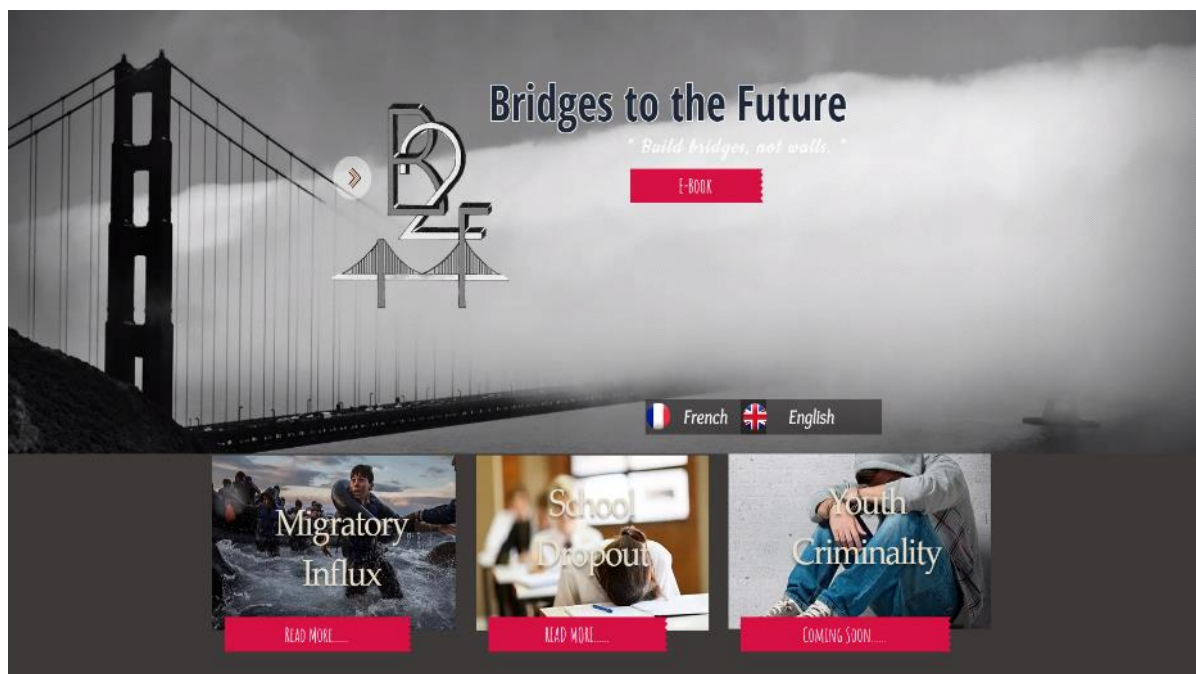 Bridges to the Future
" Build bridges, not walls. "
B2F
E-Book
French English
Migratory
Influx
School
Dropout
Youth
Criminality
Read More......
READ MORE......
Coming Soon......